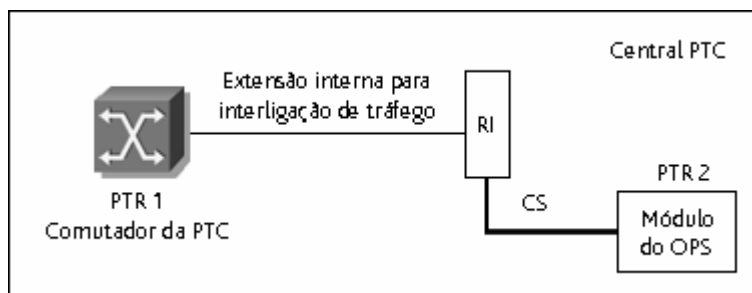 Central PTC
Extensão interna para
interligação de tráfego
RI
PTR 1
Comutador da PTC
CS
PTR 2
Módulo
do OPS